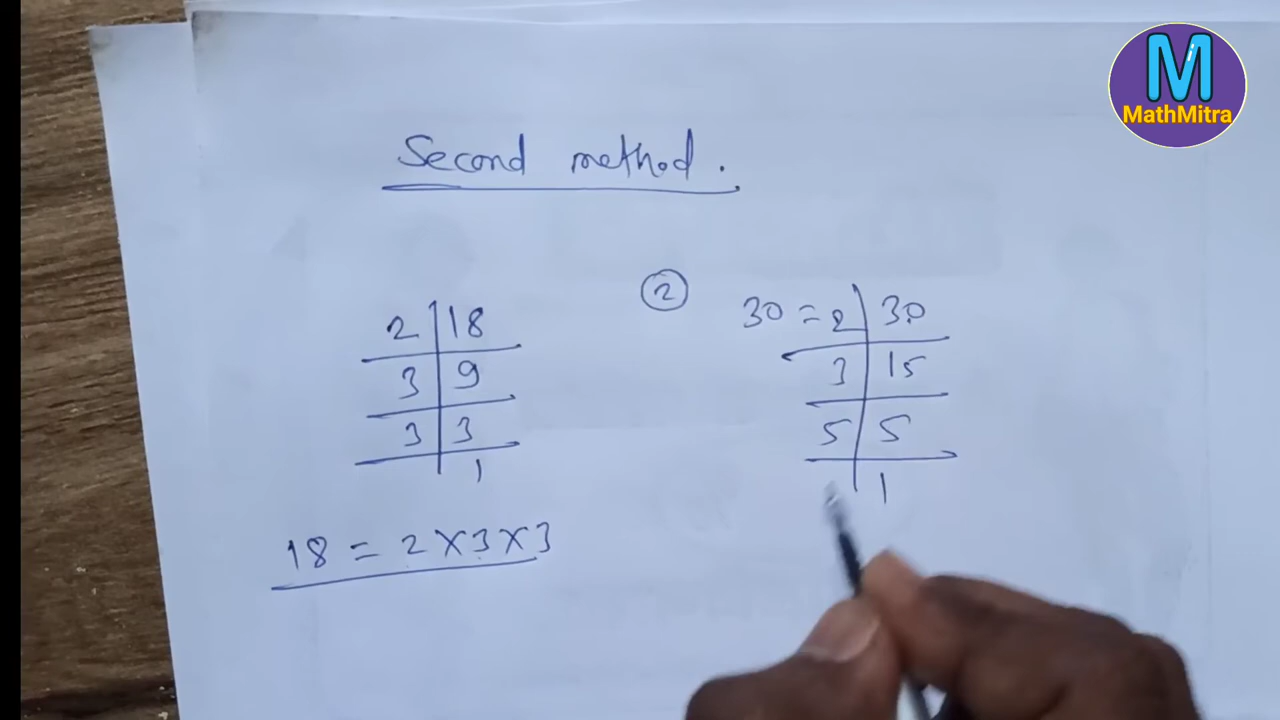 M
MathMitra
Second method.
2 | 18
3 | 9
3 | 3
1
18 = 2 X 3 X 3
②
30 = 2 | 30
3 | 15
5 | 5
1